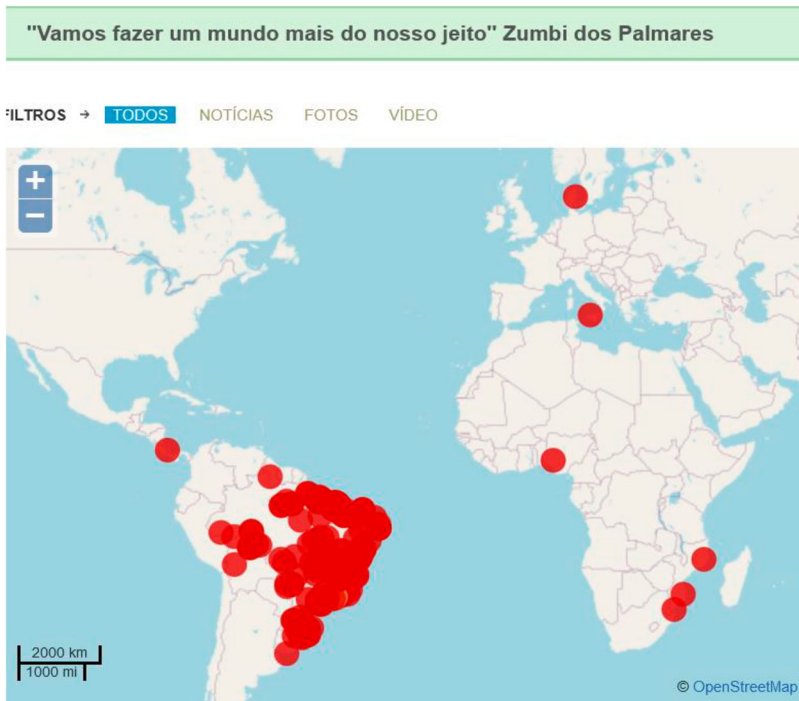 "Vamos fazer um mundo mais do nosso jeito" Zumbi dos Palmares
FILTROS → TODOS NOTÍCIAS FOTOS VÍDEO
+
−
2000 km
1000 mi
© OpenStreetMap